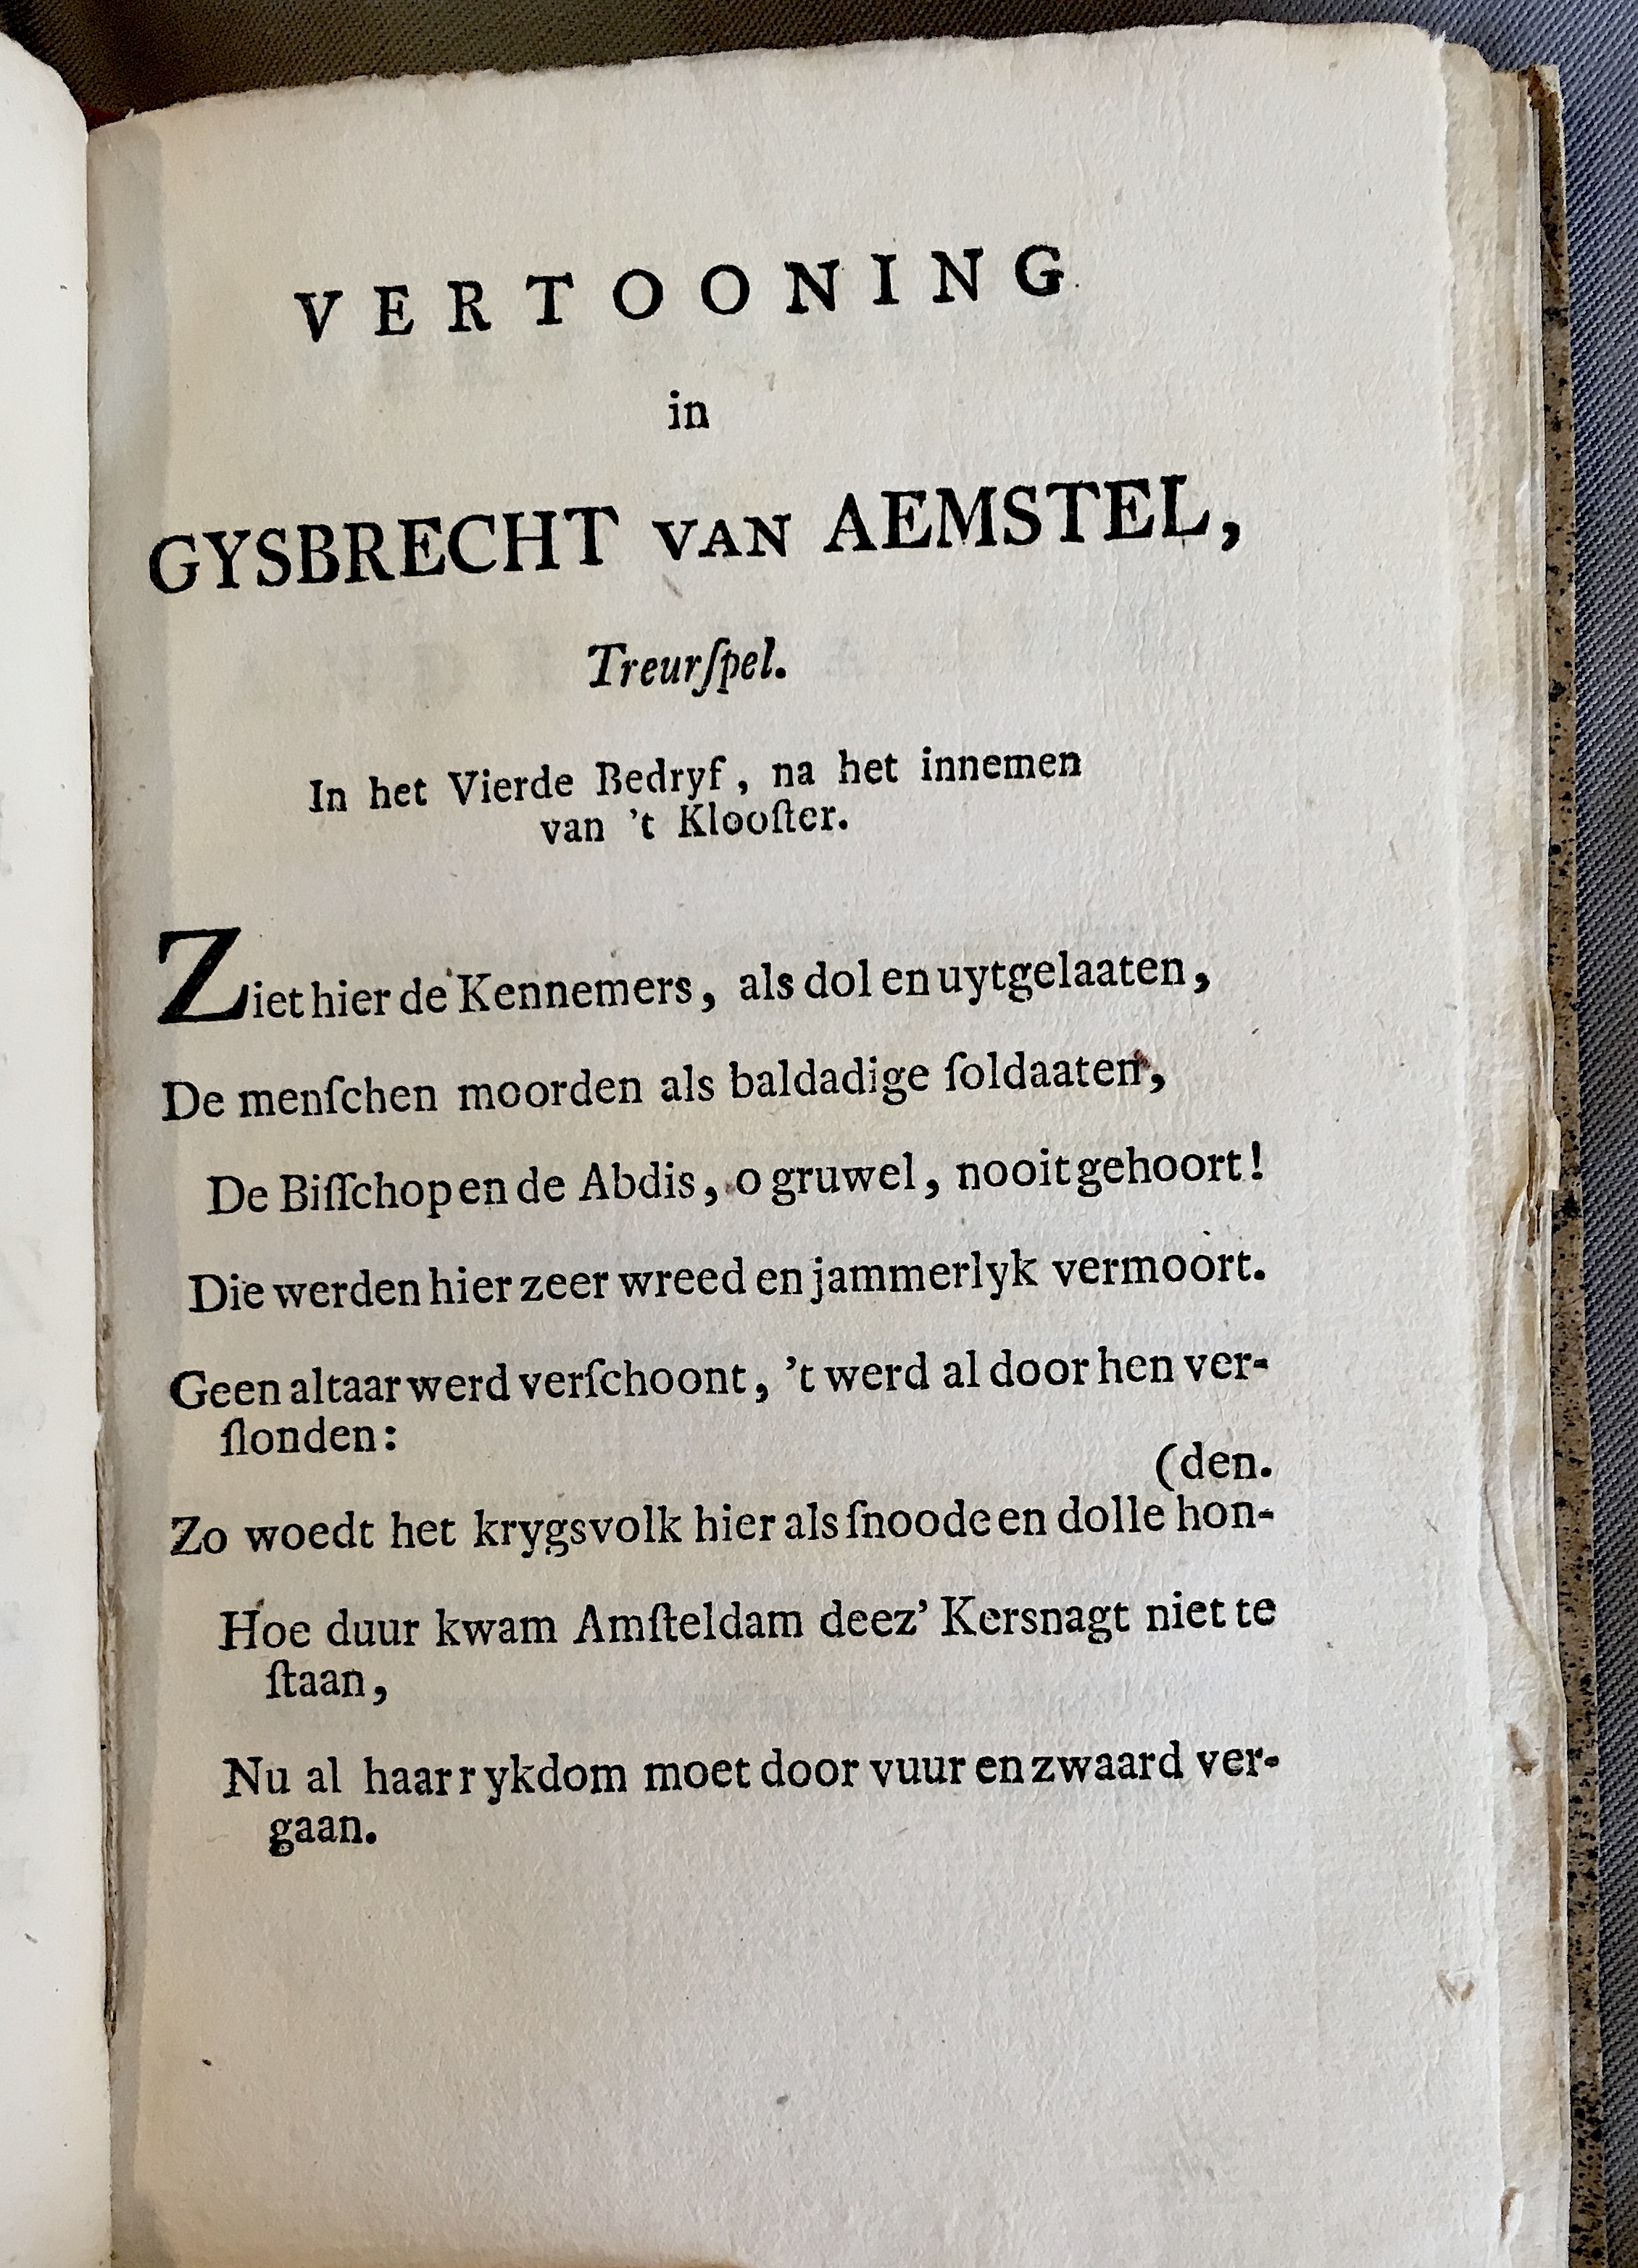 VERTOONING
in
GYSBRECHT VAN AEMSTEL,
Treurſpel.
In het Vierde Bedryf, na het innemen
van 't Klooſter.
Ziet hier de Kennemers, als dol en uytgelaaten,
De menſchen moorden als baldadige ſoldaaten,
De Biſſchop en de Abdis, o gruwel, nooit gehoort!
Die werden hier zeer wreed en jammerlyk vermoort.
Geen altaar werd verſchoont, 't werd al door hen ver-
ſlonden:
(den.
Zo woedt het krygsvolk hier als ſnoode en dolle hon-
Hoe duur kwam Amſteldam deez' Kersnagt niet te
ſtaan,
Nu al haar rykdom moet door vuur en zwaard ver-
gaan.